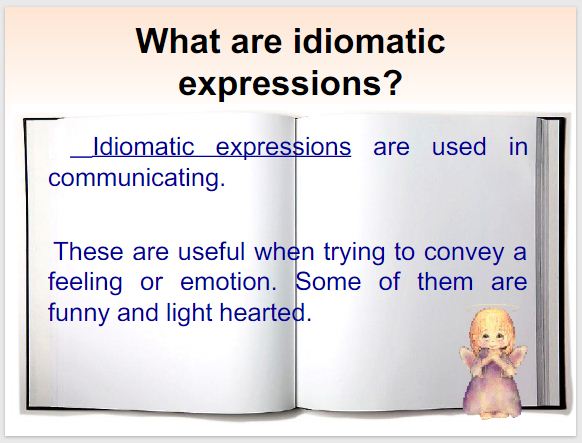 What are idiomatic
expressions?
Idiomatic expressions are used in
communicating.
These are useful when trying to convey a
feeling or emotion. Some of them are
funny and light hearted.